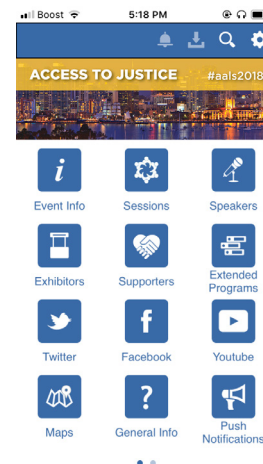 Boost 5:18 PM
ACCESS TO JUSTICE #aals2018
Event Info Sessions Speakers
Exhibitors Supporters Extended
Programs
Twitter Facebook Youtube
Maps General Info Push
Notifications